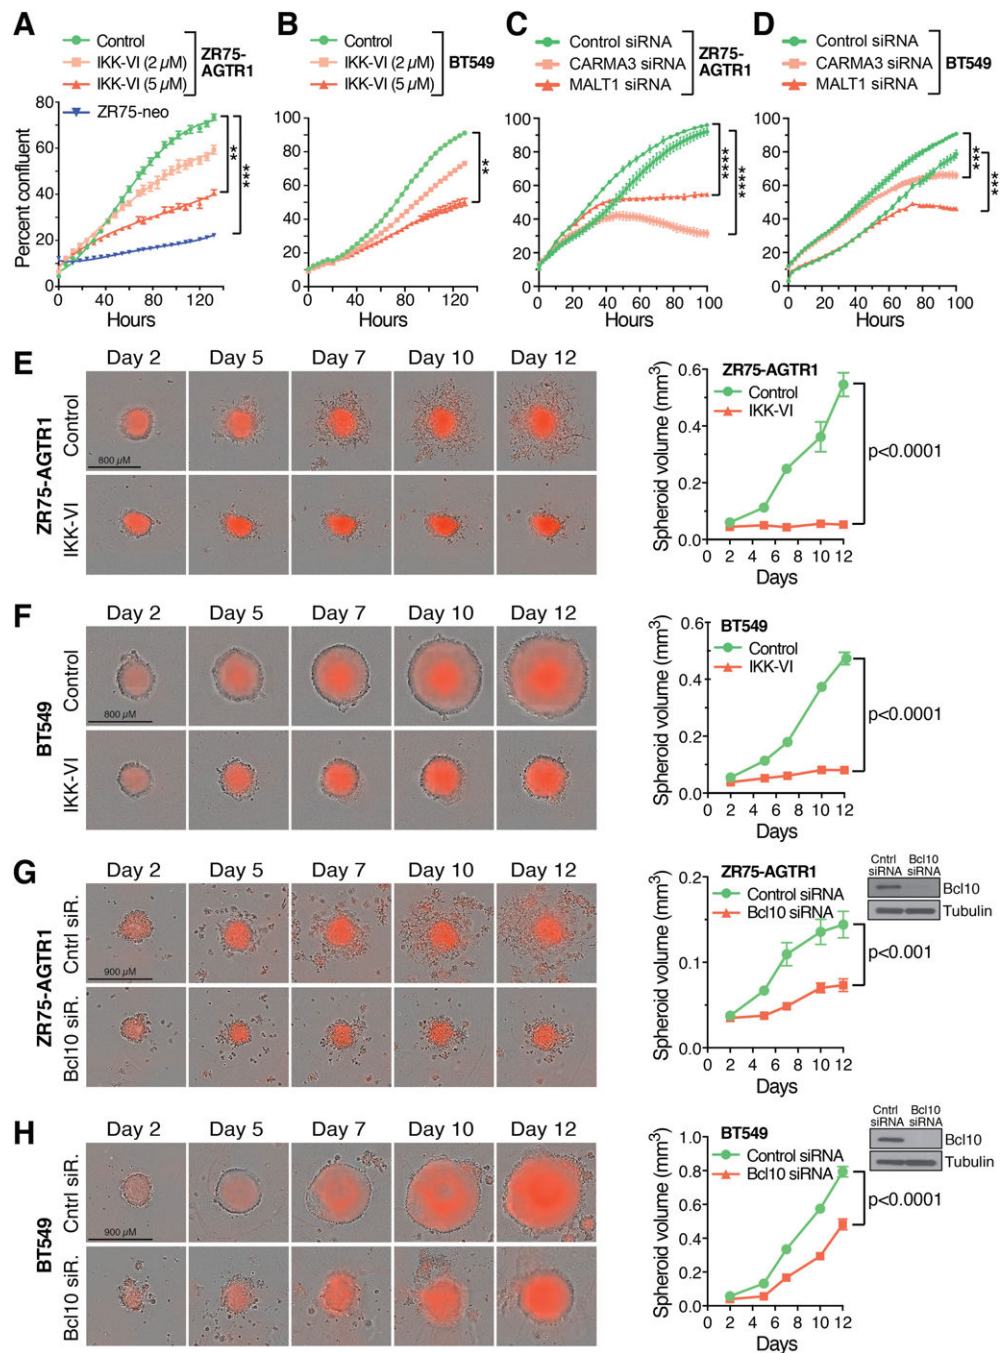 A
Control
IKK-VI (2 µM)
IKK-VI (5 µM)
ZR75-neo
ZR75-
AGTR1
Percent confluent
80
60
40
20
0
0 40 80 120
Hours
**
***
B
Control
IKK-VI (2 µM)
IKK-VI (5 µM)
BT549
100
80
60
40
20
0
0 40 80 120
Hours
**
C
Control siRNA
CARMA3 siRNA
MALT1 siRNA
ZR75-
AGTR1
100
80
60
40
20
0
0 20 40 60 80 100
Hours
****
****
D
Control siRNA
CARMA3 siRNA
MALT1 siRNA
BT549
100
80
60
40
20
0
0 20 40 60 80 100
Hours
***
***
E
Day 2 Day 5 Day 7 Day 10 Day 12
ZR75-AGTR1
Control
800 µM
IKK-VI
ZR75-AGTR1
Control
IKK-VI
Spheroid volume (mm³)
0.6
0.4
0.2
0.0
0 2 4 6 8 10 12
Days
p<0.0001
F
Day 2 Day 5 Day 7 Day 10 Day 12
BT549
Control
800 µM
IKK-VI
BT549
Control
IKK-VI
Spheroid volume (mm³)
0.6
0.4
0.2
0.0
0 2 4 6 8 10 12
Days
p<0.0001
G
Day 2 Day 5 Day 7 Day 10 Day 12
ZR75-AGTR1
Cntrl siR.
900 µM
Bcl10 siR.
ZR75-AGTR1
Control siRNA
Bcl10 siRNA
Spheroid volume (mm³)
0.2
0.1
0.0
0 2 4 6 8 10 12
Days
p<0.001
Cntrl Bcl10
siRNA siRNA
Bcl10
Tubulin
H
Day 2 Day 5 Day 7 Day 10 Day 12
BT549
Cntrl siR.
900 µM
Bcl10 siR.
BT549
Control siRNA
Bcl10 siRNA
Spheroid volume (mm³)
1.0
0.8
0.6
0.4
0.2
0.0
0 2 4 6 8 10 12
Days
p<0.0001
Cntrl Bcl10
siRNA siRNA
Bcl10
Tubulin